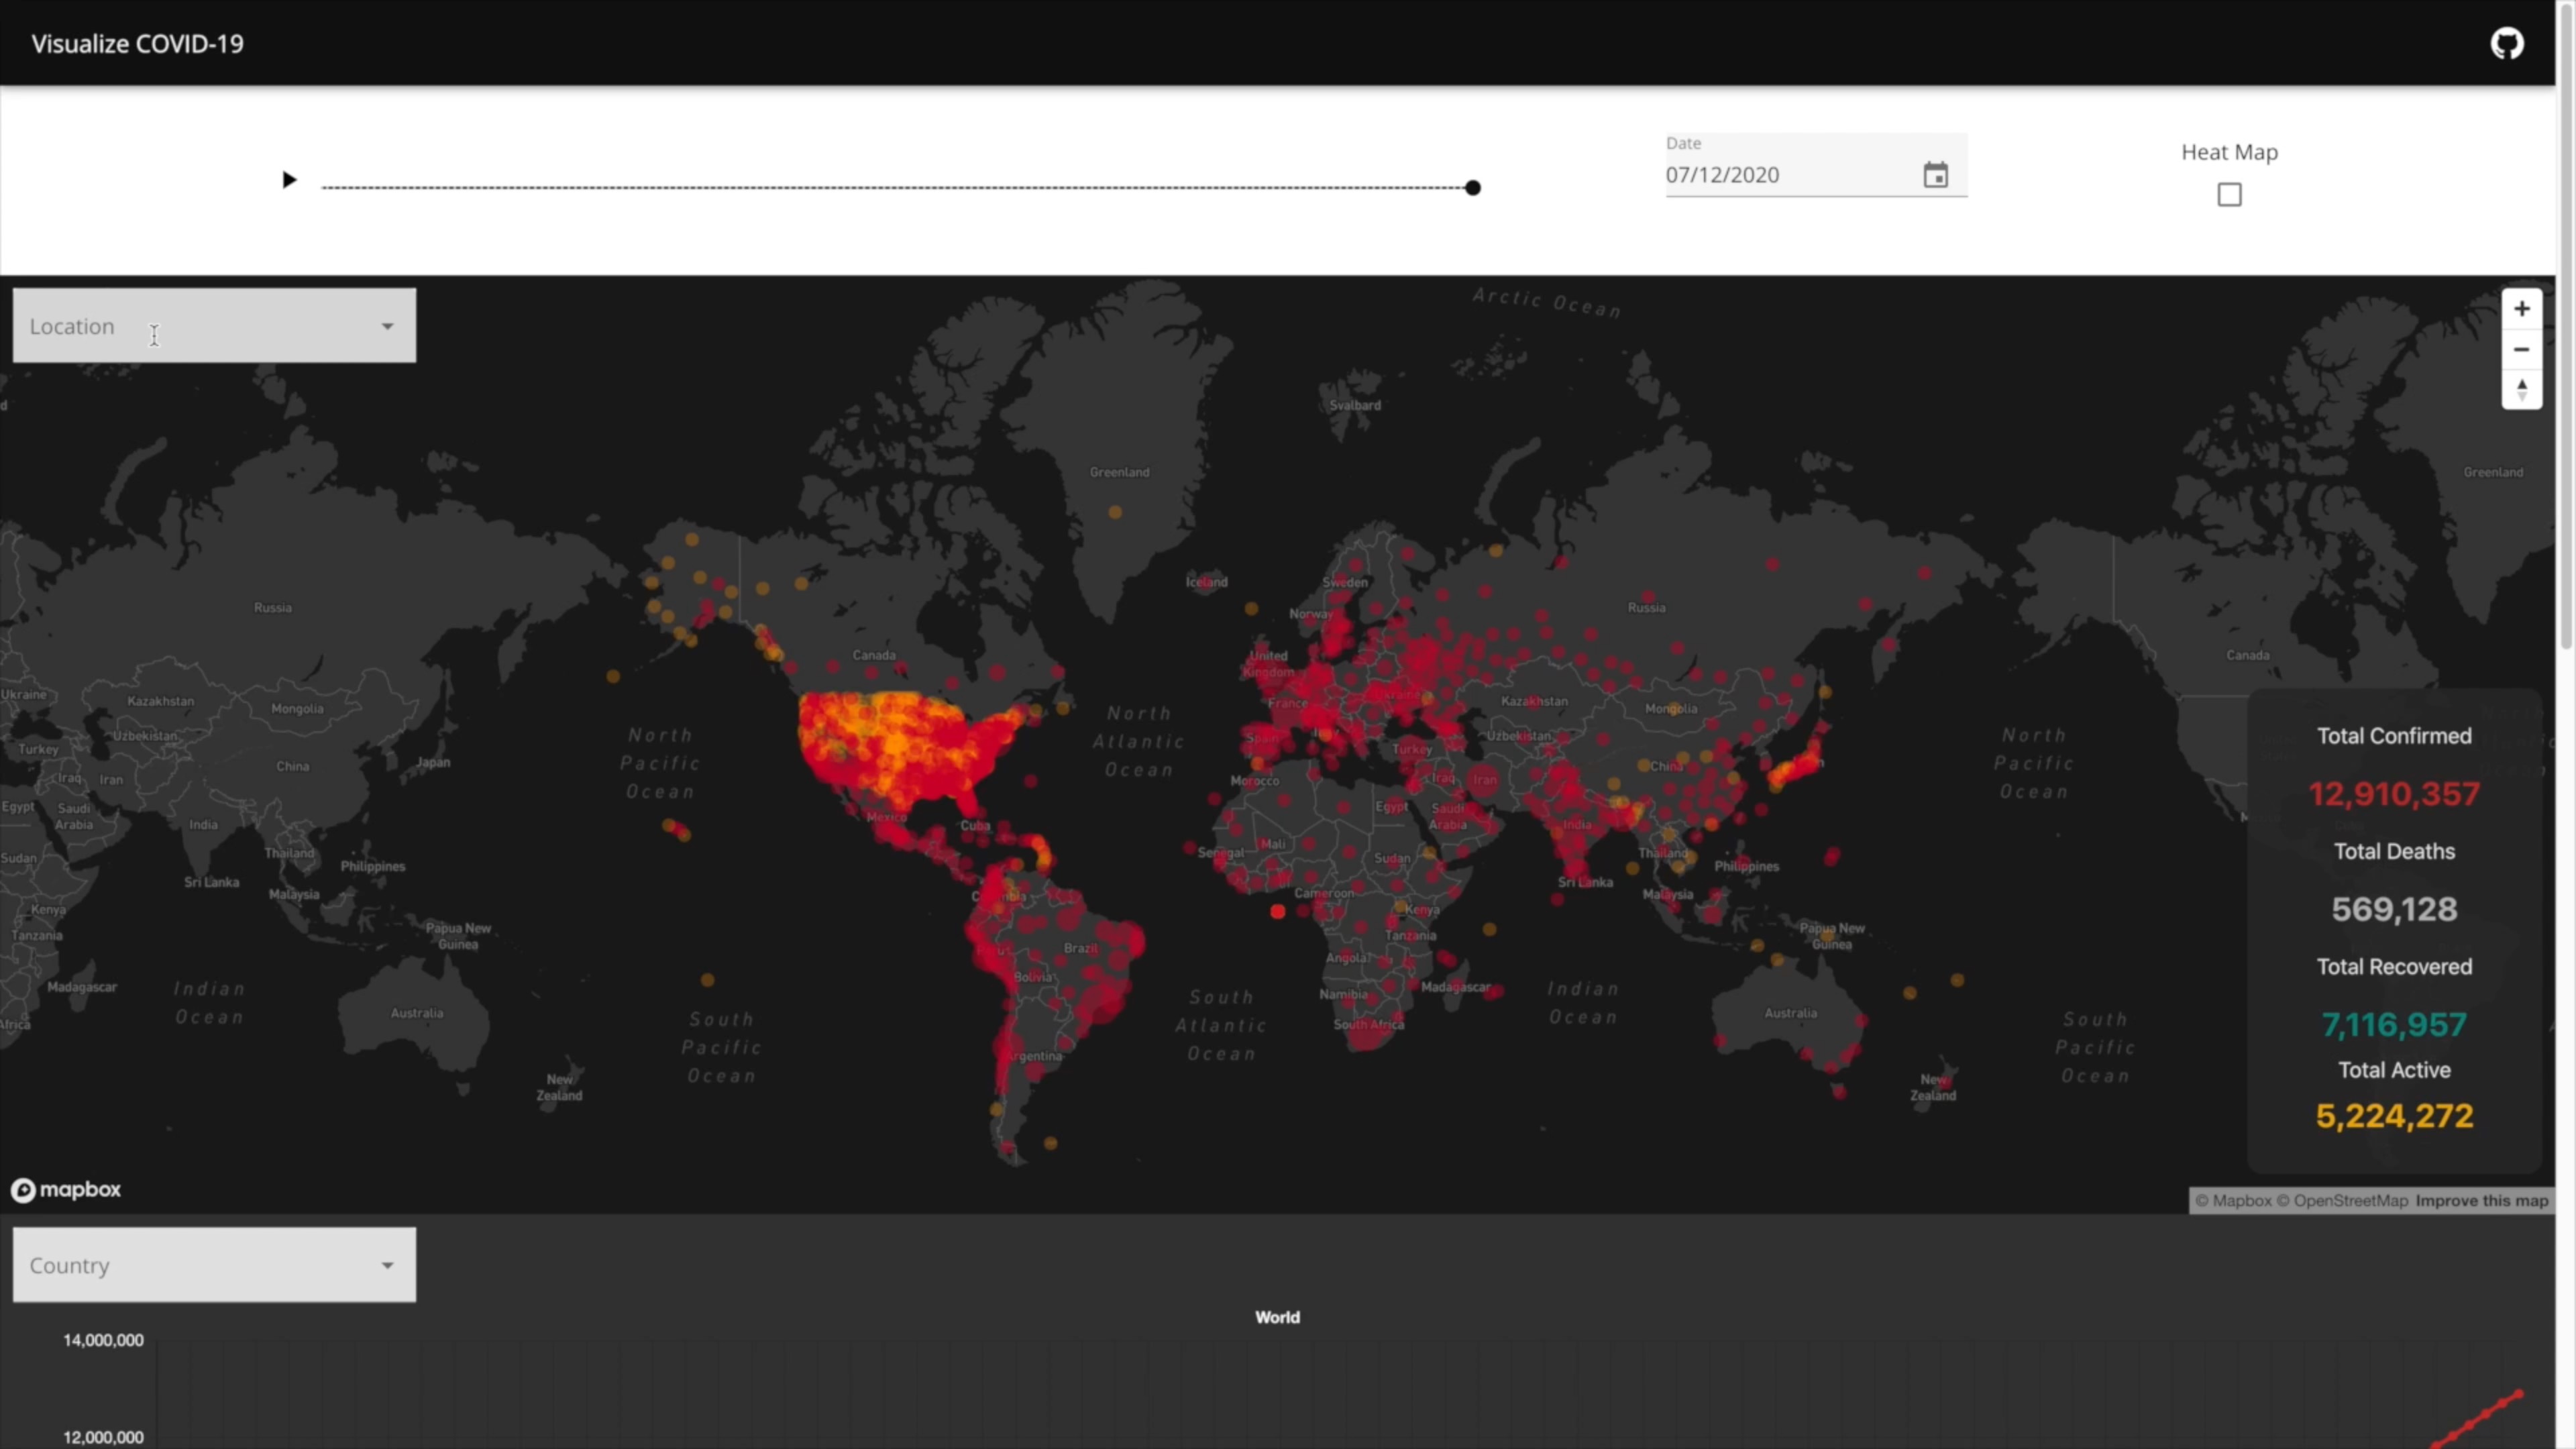 Visualize COVID-19
Date
07/12/2020
Heat Map
Location
Arctic Ocean
Svalbard
Greenland
Greenland
Iceland
Sweden
Norway
Russia
Russia
Canada
Canada
United
Kingdom
Ukraine
Kazakhstan
Mongolia
France
Kazakhstan
Mongolia
Uzbekistan
Turkey
China
Japan
Iraq
Iran
Egypt
Saudi
Arabia
India
Sudan
Thailand
Philippines
Sri Lanka
Malaysia
Kenya
Tanzania
Papua New
Guinea
Madagascar
Indian
Ocean
Australia
New
Zealand
North
Pacific
Ocean
South
Pacific
Ocean
Mexico
Cuba
Brazil
Bolivia
Argentina
North
Atlantic
Ocean
South
Atlantic
Ocean
Spain
Morocco
Turkey
Uzbekistan
Iraq
Iran
China
Egypt
Saudi
Arabia
India
Mali
Senegal
Sudan
Thailand
Philippines
Cameroon
Sri Lanka
Malaysia
Kenya
Tanzania
Papua New
Guinea
Angola
Namibia
Madagascar
South Africa
Indian
Ocean
Australia
New
Zealand
North
Pacific
Ocean
South
Pacific
Ocean
Total Confirmed
12,910,357
Total Deaths
569,128
Total Recovered
7,116,957
Total Active
5,224,272
mapbox
© Mapbox © OpenStreetMap Improve this map
Country
World
14,000,000
12,000,000